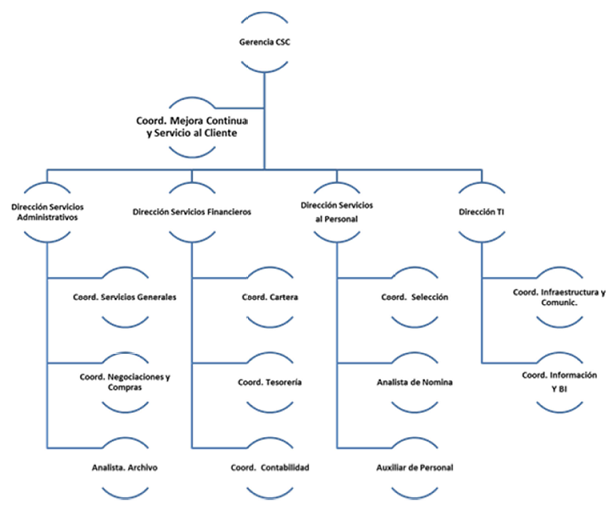 Gerencia CSC
Coord. Mejora Continua
y Servicio al Cliente
Dirección Servicios
Administrativos
Dirección Servicios Financieros
Dirección Servicios
al Personal
Dirección TI
Coord. Servicios Generales
Coord. Cartera
Coord. Selección
Coord. Infraestructura y
Comunic.
Coord. Negociaciones y
Compras
Coord. Tesorería
Analista de Nomina
Coord. Información
Y BI
Analista. Archivo
Coord. Contabilidad
Auxiliar de Personal